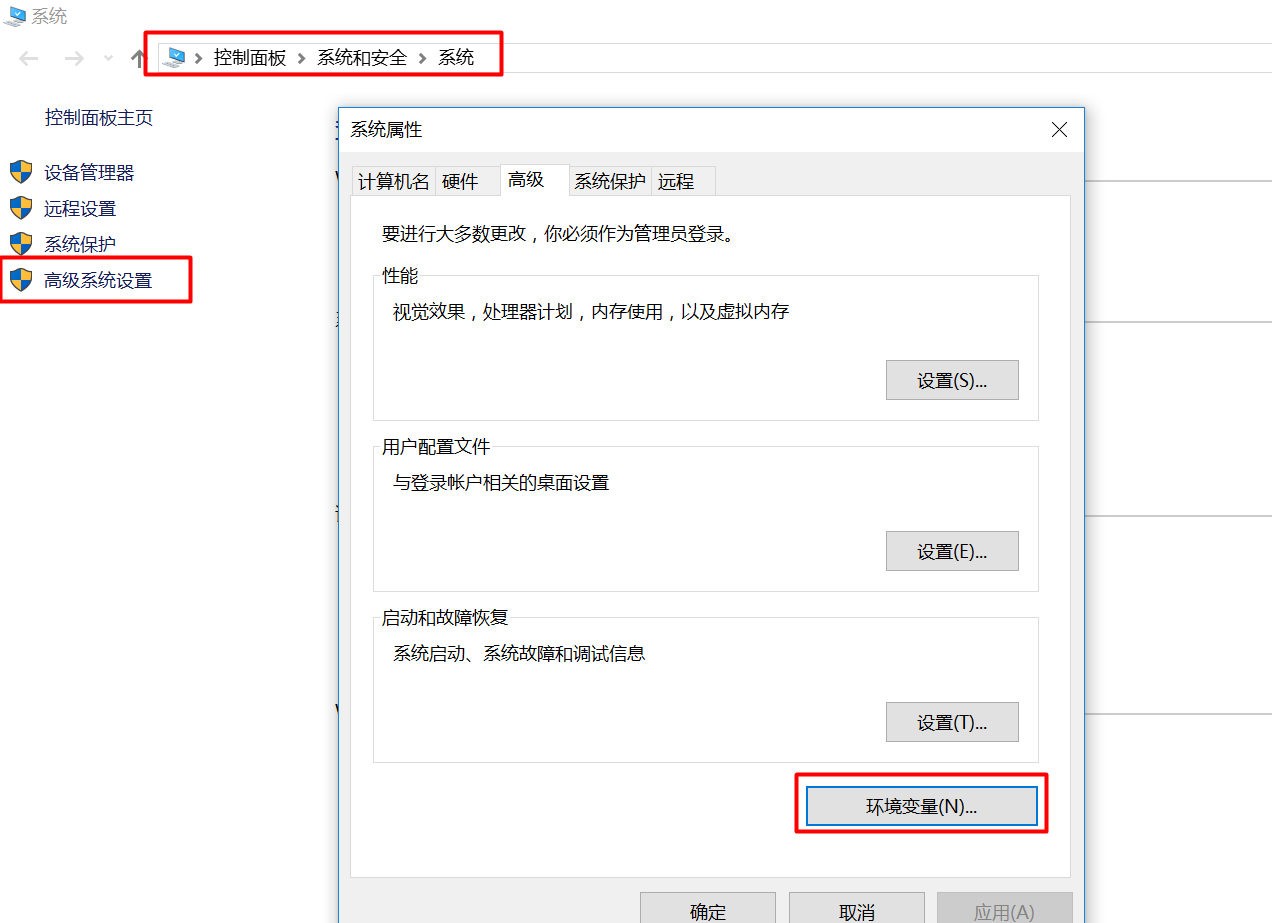 系统
控制面板 › 系统和安全 › 系统
控制面板主页
设备管理器
远程设置
系统保护
高级系统设置
系统属性
计算机名 硬件 高级 系统保护 远程
要进行大多数更改，你必须作为管理员登录。
性能
视觉效果，处理器计划，内存使用，以及虚拟内存
设置(S)...
用户配置文件
与登录帐户相关的桌面设置
设置(E)...
启动和故障恢复
系统启动、系统故障和调试信息
设置(T)...
环境变量(N)...
确定 取消 应用(A)